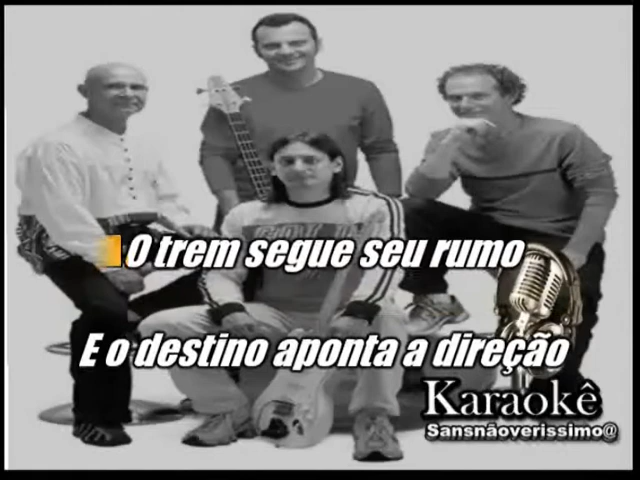 O trem segue seu rumo
E o destino aponta a direção
Karaokê
Sansnãoverissimo@